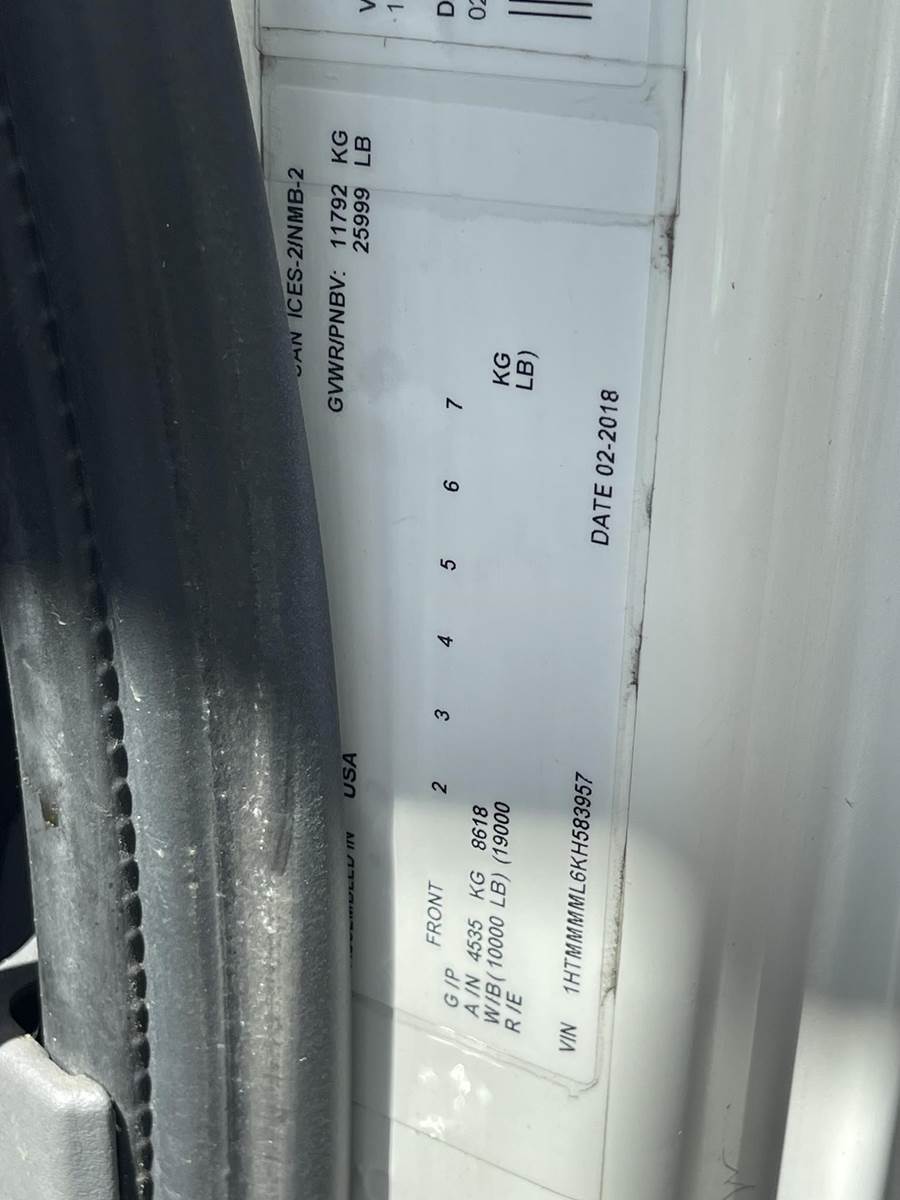 ICES-2/NMB-2
GVWR/PNBV: 11792 KG
25999 LB
USA
G/P FRONT 2 3 4 5 6 7
A/N 4535 KG 8618 KG
W/B(10000 LB) (19000 LB)
R/E
VIN 1HTMMMML6KH583957 DATE 02-2018